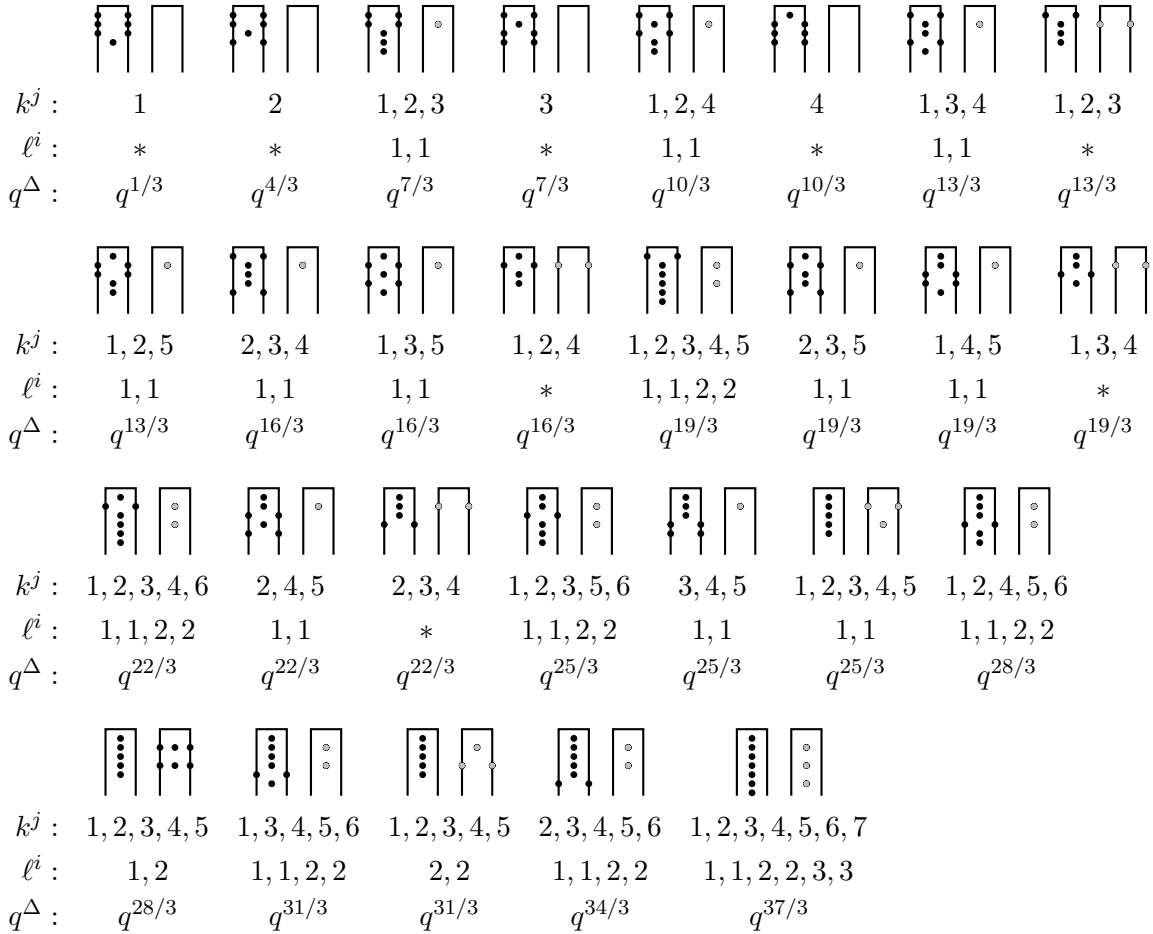 k^j : 1 2 1, 2, 3 3 1, 2, 4 4 1, 3, 4 1, 2, 3
ℓ^i : ∗ ∗ 1, 1 ∗ 1, 1 ∗ 1, 1 ∗
q^Δ : q^{1/3} q^{4/3} q^{7/3} q^{7/3} q^{10/3} q^{10/3} q^{13/3} q^{13/3}
k^j : 1, 2, 5 2, 3, 4 1, 3, 5 1, 2, 4 1, 2, 3, 4, 5 2, 3, 5 1, 4, 5 1, 3, 4
ℓ^i : 1, 1 1, 1 1, 1 ∗ 1, 1, 2, 2 1, 1 1, 1 ∗
q^Δ : q^{13/3} q^{16/3} q^{16/3} q^{16/3} q^{19/3} q^{19/3} q^{19/3} q^{19/3}
k^j : 1, 2, 3, 4, 6 2, 4, 5 2, 3, 4 1, 2, 3, 5, 6 3, 4, 5 1, 2, 3, 4, 5 1, 2, 4, 5, 6
ℓ^i : 1, 1, 2, 2 1, 1 ∗ 1, 1, 2, 2 1, 1 1, 1 1, 1, 2, 2
q^Δ : q^{22/3} q^{22/3} q^{22/3} q^{25/3} q^{25/3} q^{25/3} q^{28/3}
k^j : 1, 2, 3, 4, 5 1, 3, 4, 5, 6 1, 2, 3, 4, 5 2, 3, 4, 5, 6 1, 2, 3, 4, 5, 6, 7
ℓ^i : 1, 2 1, 1, 2, 2 2, 2 1, 1, 2, 2 1, 1, 2, 2, 3, 3
q^Δ : q^{28/3} q^{31/3} q^{31/3} q^{34/3} q^{37/3}